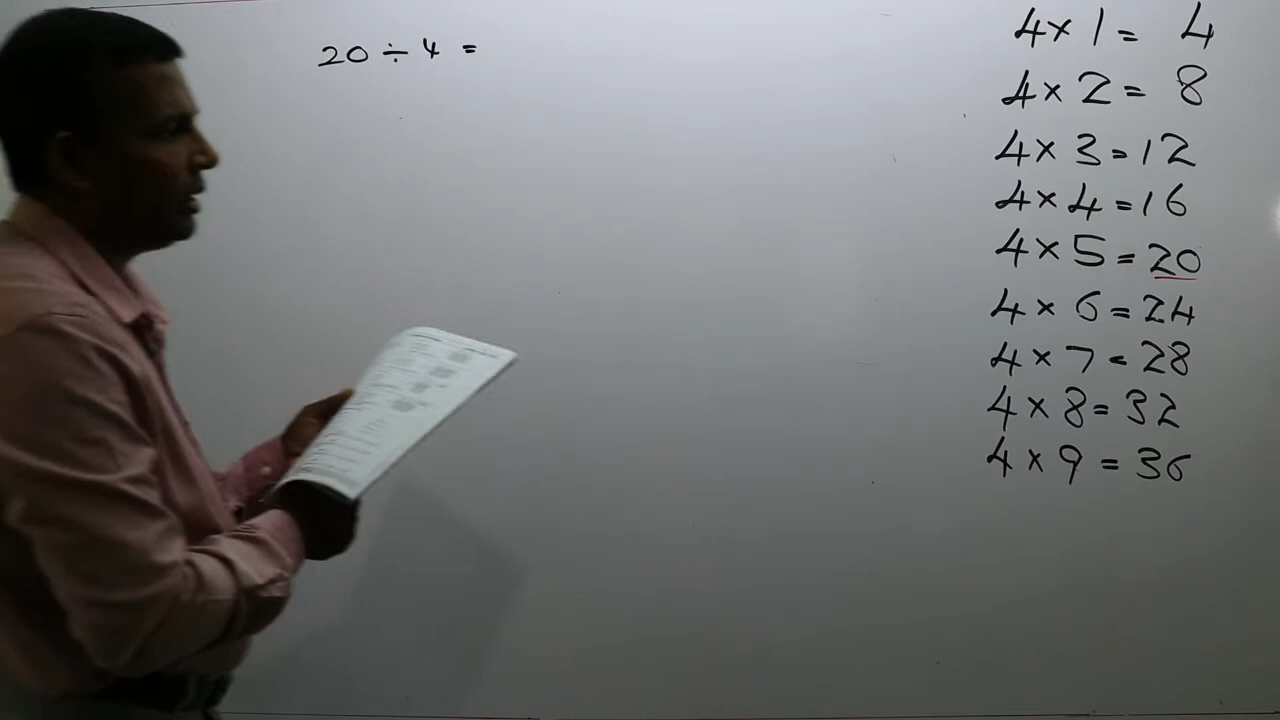 20 ÷ 4 =
4 × 1 = 4
4 × 2 = 8
4 × 3 = 12
4 × 4 = 16
4 × 5 = 20
4 × 6 = 24
4 × 7 = 28
4 × 8 = 32
4 × 9 = 36